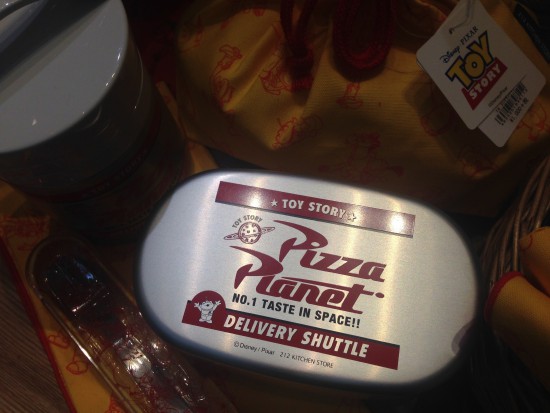 Disney · PIXAR
TOY
STORY
★ TOY STORY ★
TOY STORY
Pizza
Planet
NO.1 TASTE IN SPACE!!
DELIVERY SHUTTLE
©Disney/Pixar 212 KITCHEN STORE